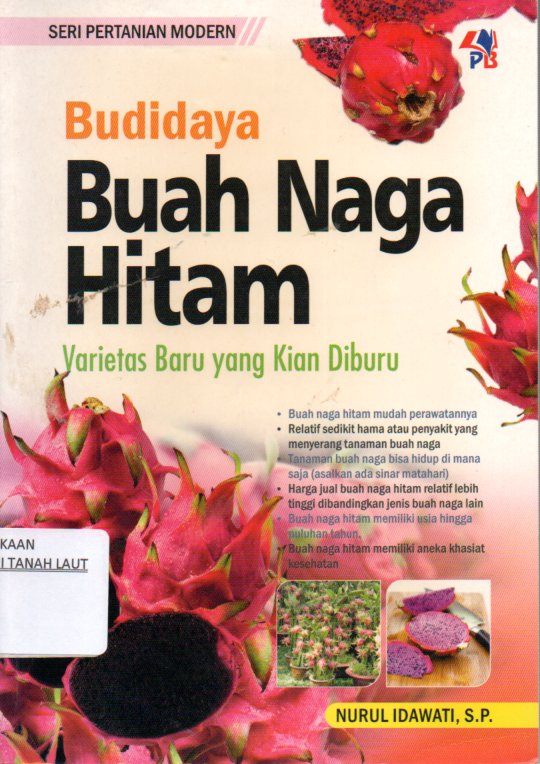 SERI PERTANIAN MODERN
PB
Budidaya
Buah Naga
Hitam
Varietas Baru yang Kian Diburu
• Buah naga hitam mudah perawatannya
• Relatif sedikit hama atau penyakit yang
menyerang tanaman buah naga
• Tanaman buah naga bisa hidup di mana
saja (asalkan ada sinar matahari)
• Harga jual buah naga hitam relatif lebih
tinggi dibandingkan jenis buah naga lain
• Buah naga hitam memiliki usia hingga
puluhan tahun.
• Buah naga hitam memiliki aneka khasiat
kesehatan
KAAN
I TANAH LAUT
NURUL IDAWATI, S.P.